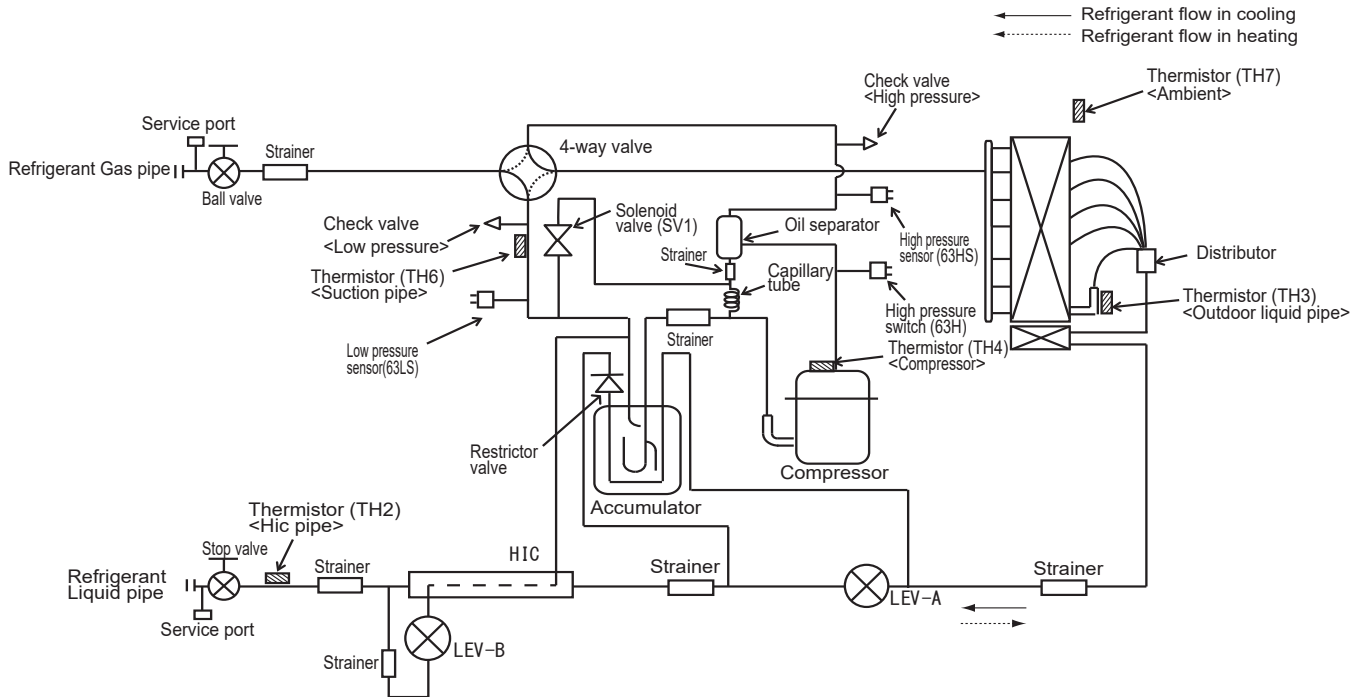 Refrigerant flow in cooling
Refrigerant flow in heating
Check valve
<High pressure>
Thermistor (TH7)
<Ambient>
Service port
Strainer
4-way valve
Refrigerant Gas pipe
Ball valve
Check valve
<Low pressure>
Solenoid
valve (SV1)
Oil separator
High pressure
sensor (63HS)
Distributor
Strainer
Thermistor (TH6)
<Suction pipe>
Capillary
tube
Thermistor (TH3)
<Outdoor liquid pipe>
High pressure
switch (63H)
Low pressure
sensor(63LS)
Strainer
Thermistor (TH4)
<Compressor>
Restrictor
valve
Compressor
Accumulator
Thermistor (TH2)
<Hic pipe>
Stop valve
Strainer
HIC
Strainer
Strainer
Refrigerant
Liquid pipe
LEV-A
Service port
Strainer
LEV-B